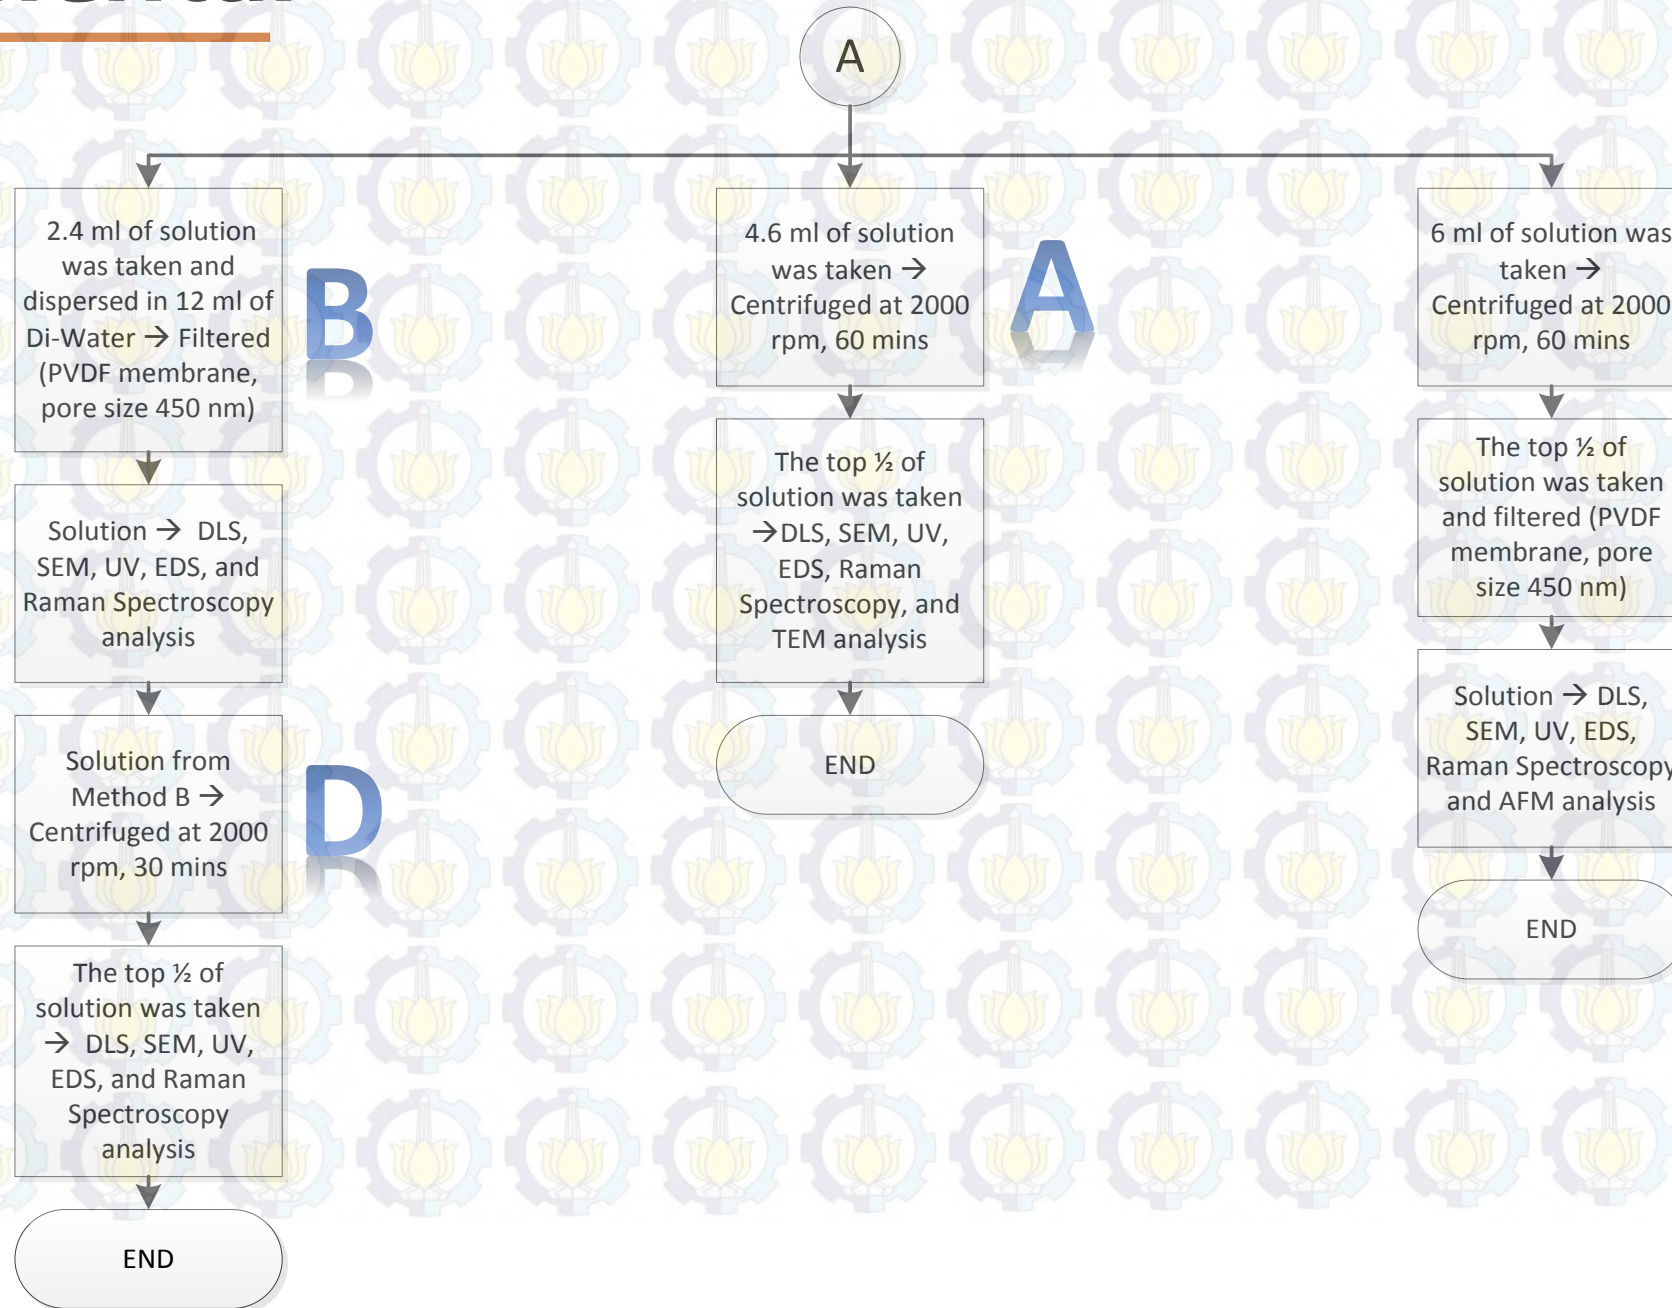 A
2.4 ml of solution
was taken and
dispersed in 12 ml of
Di-Water → Filtered
(PVDF membrane,
pore size 450 nm)
B
Solution → DLS,
SEM, UV, EDS, and
Raman Spectroscopy
analysis
Solution from
Method B →
Centrifuged at 2000
rpm, 30 mins
D
The top ½ of
solution was taken
→ DLS, SEM, UV,
EDS, and Raman
Spectroscopy
analysis
END
4.6 ml of solution
was taken →
Centrifuged at 2000
rpm, 60 mins
A
The top ½ of
solution was taken
→DLS, SEM, UV,
EDS, Raman
Spectroscopy, and
TEM analysis
END
6 ml of solution was
taken →
Centrifuged at 2000
rpm, 60 mins
The top ½ of
solution was taken
and filtered (PVDF
membrane, pore
size 450 nm)
Solution → DLS,
SEM, UV, EDS,
Raman Spectroscopy
and AFM analysis
END